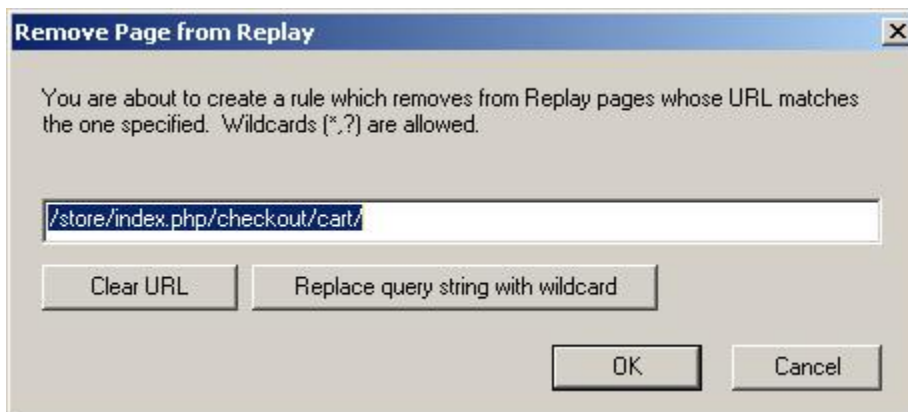 Remove Page from Replay
You are about to create a rule which removes from Replay pages whose URL matches
the one specified.  Wildcards (*,?) are allowed.
/store/index.php/checkout/cart/
Clear URL
Replace query string with wildcard
OK
Cancel